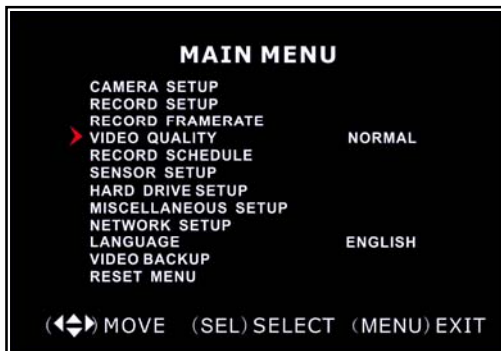 MAIN MENU
CAMERA SETUP
RECORD SETUP
RECORD FRAMERATE
VIDEO QUALITY NORMAL
RECORD SCHEDULE
SENSOR SETUP
HARD DRIVE SETUP
MISCELLANEOUS SETUP
NETWORK SETUP
LANGUAGE ENGLISH
VIDEO BACKUP
RESET MENU
() MOVE (SEL) SELECT (MENU) EXIT